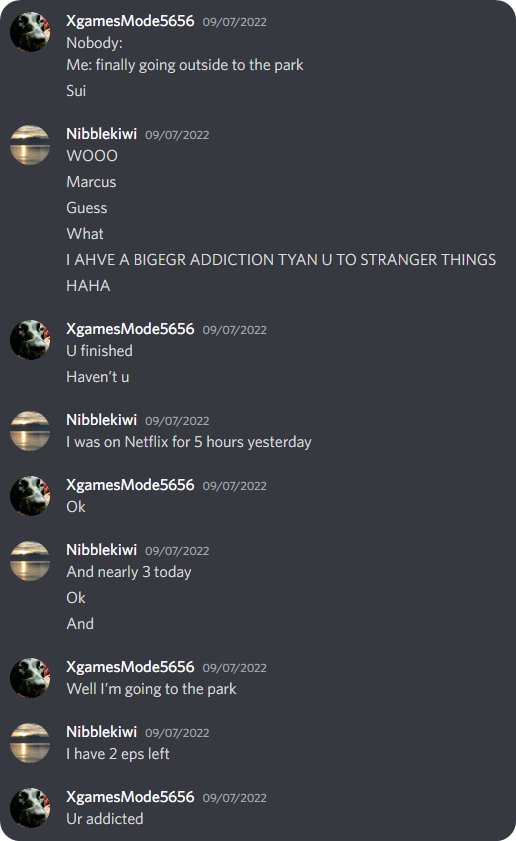 XgamesMode5656 09/07/2022
Nobody:
Me: finally going outside to the park
Sui
Nibblekiwi 09/07/2022
WOOO
Marcus
Guess
What
I AHVE A BIGEGR ADDICTION TYAN U TO STRANGER THINGS
HAHA
XgamesMode5656 09/07/2022
U finished
Haven't u
Nibblekiwi 09/07/2022
I was on Netflix for 5 hours yesterday
XgamesMode5656 09/07/2022
Ok
Nibblekiwi 09/07/2022
And nearly 3 today
Ok
And
XgamesMode5656 09/07/2022
Well I'm going to the park
Nibblekiwi 09/07/2022
I have 2 eps left
XgamesMode5656 09/07/2022
Ur addicted